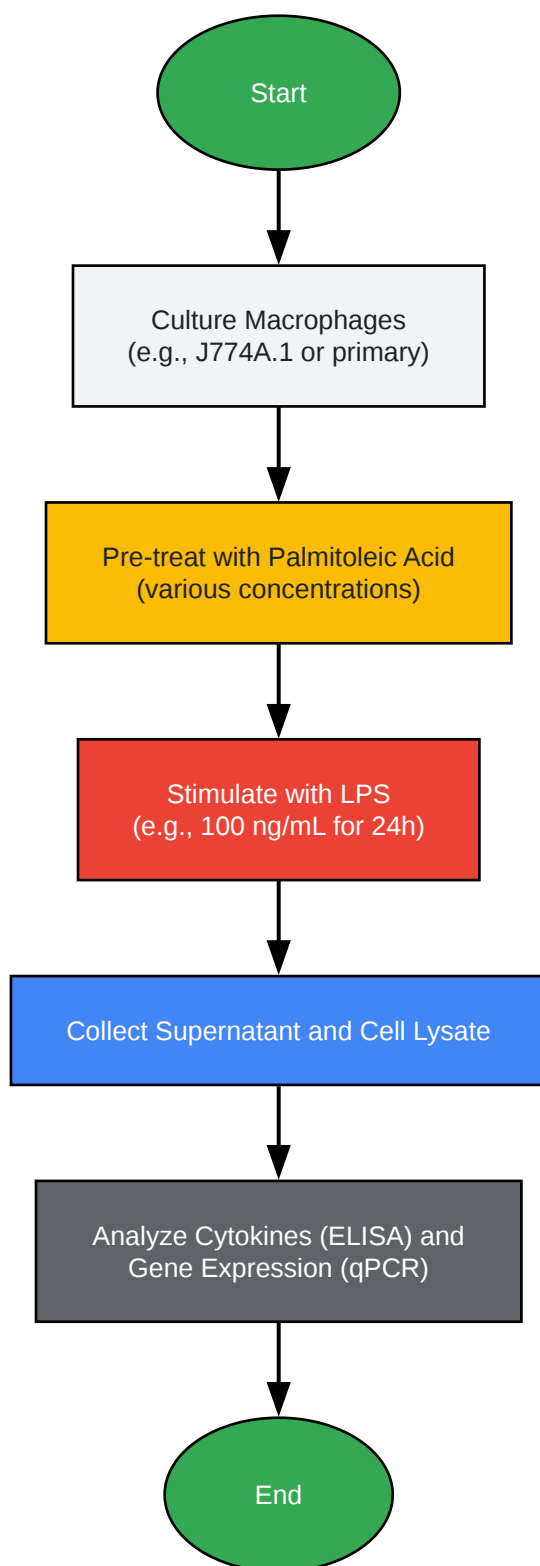 Start
Culture Macrophages
(e.g., J774A.1 or primary)
Pre-treat with Palmitoleic Acid
(various concentrations)
Stimulate with LPS
(e.g., 100 ng/mL for 24h)
Collect Supernatant and Cell Lysate
Analyze Cytokines (ELISA) and
Gene Expression (qPCR)
End